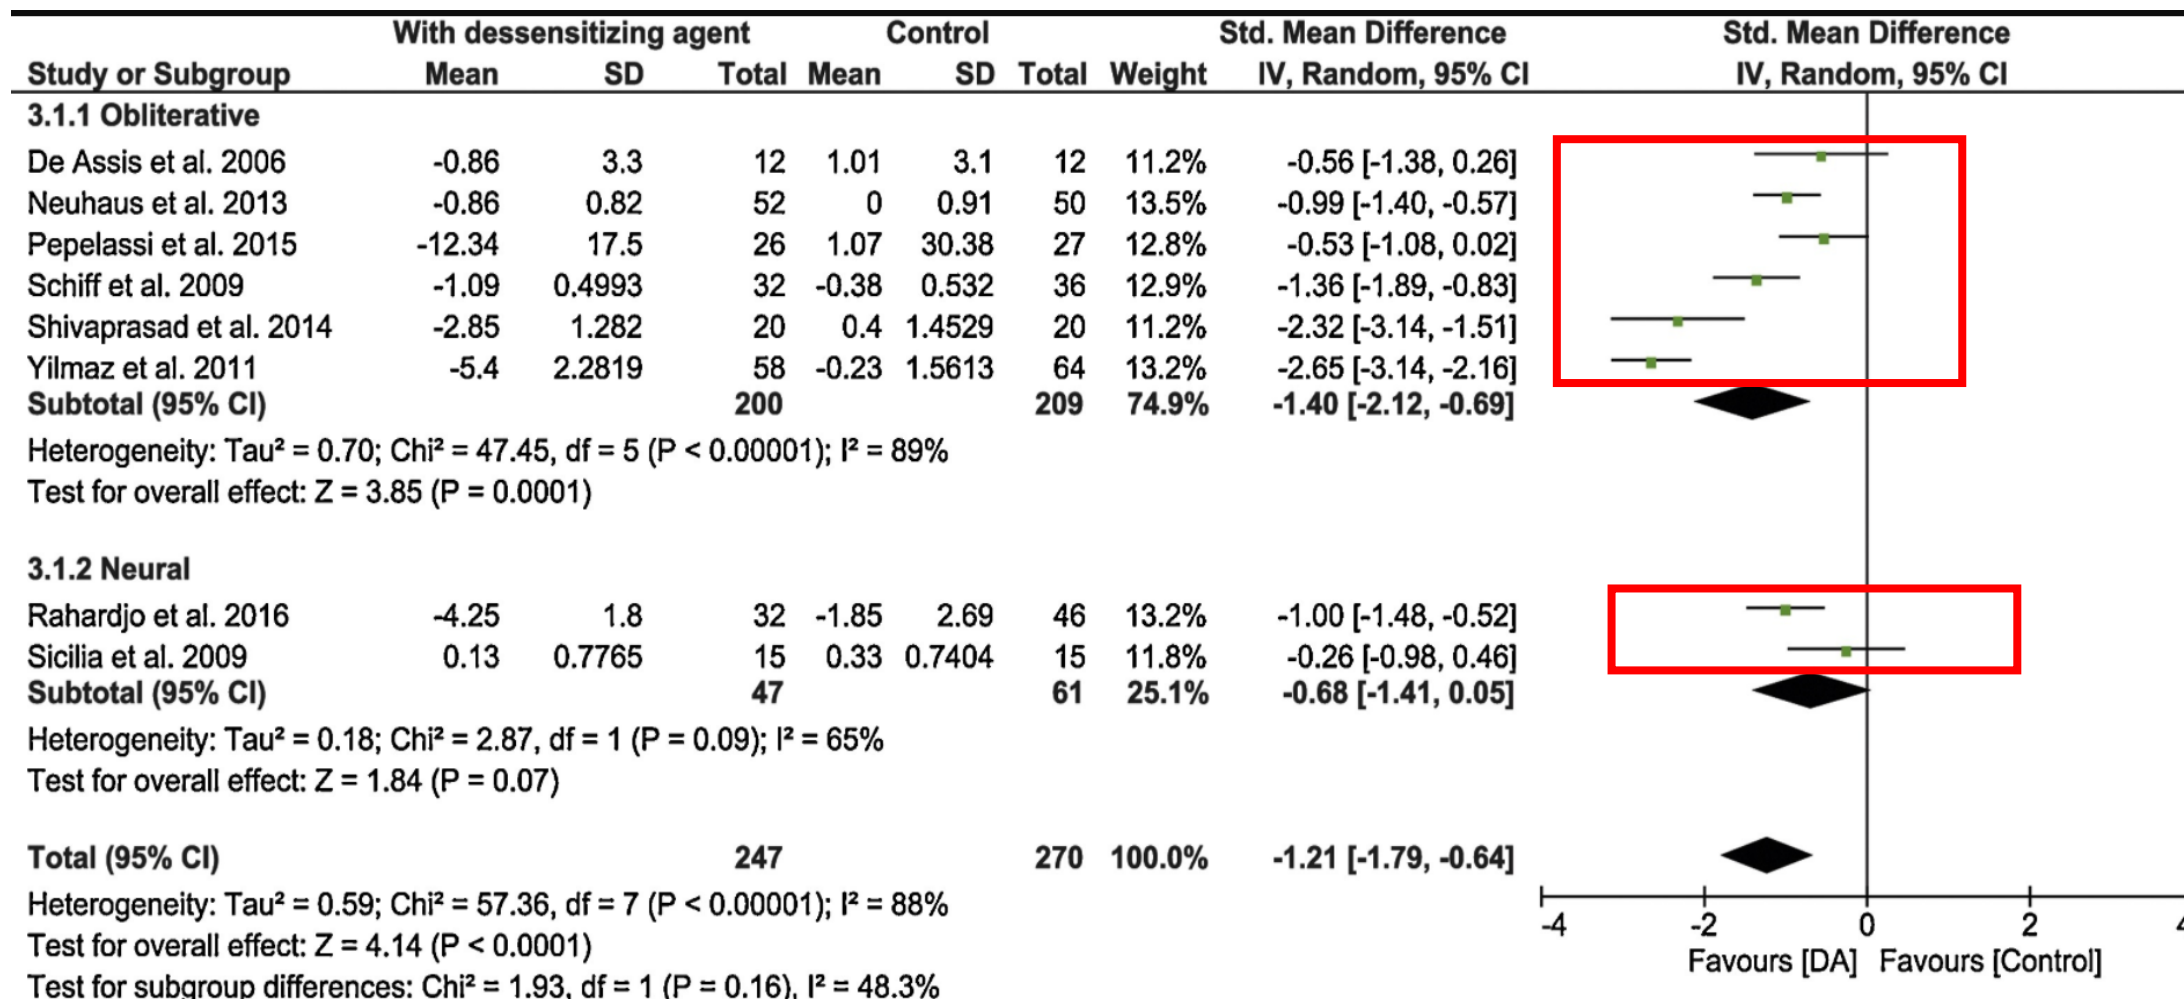 With dessensitizing agent Control Std. Mean Difference Std. Mean Difference
Study or Subgroup Mean SD Total Mean SD Total Weight IV, Random, 95% CI IV, Random, 95% CI
3.1.1 Obliterative
De Assis et al. 2006 -0.86 3.3 12 1.01 3.1 12 11.2% -0.56 [-1.38, 0.26]
Neuhaus et al. 2013 -0.86 0.82 52 0 0.91 50 13.5% -0.99 [-1.40, -0.57]
Pepelassi et al. 2015 -12.34 17.5 26 1.07 30.38 27 12.8% -0.53 [-1.08, 0.02]
Schiff et al. 2009 -1.09 0.4993 32 -0.38 0.532 36 12.9% -1.36 [-1.89, -0.83]
Shivaprasad et al. 2014 -2.85 1.282 20 0.4 1.4529 20 11.2% -2.32 [-3.14, -1.51]
Yilmaz et al. 2011 -5.4 2.2819 58 -0.23 1.5613 64 13.2% -2.65 [-3.14, -2.16]
Subtotal (95% CI) 200 209 74.9% -1.40 [-2.12, -0.69]
Heterogeneity: Tau² = 0.70; Chi² = 47.45, df = 5 (P < 0.00001); I² = 89%
Test for overall effect: Z = 3.85 (P = 0.0001)
3.1.2 Neural
Rahardjo et al. 2016 -4.25 1.8 32 -1.85 2.69 46 13.2% -1.00 [-1.48, -0.52]
Sicilia et al. 2009 0.13 0.7765 15 0.33 0.7404 15 11.8% -0.26 [-0.98, 0.46]
Subtotal (95% CI) 47 61 25.1% -0.68 [-1.41, 0.05]
Heterogeneity: Tau² = 0.18; Chi² = 2.87, df = 1 (P = 0.09); I² = 65%
Test for overall effect: Z = 1.84 (P = 0.07)
Total (95% CI) 247 270 100.0% -1.21 [-1.79, -0.64]
Heterogeneity: Tau² = 0.59; Chi² = 57.36, df = 7 (P < 0.00001); I² = 88%
Test for overall effect: Z = 4.14 (P < 0.0001)
Test for subgroup differences: Chi² = 1.93, df = 1 (P = 0.16), I² = 48.3%
-4 -2 0 2 4
Favours [DA] Favours [Control]